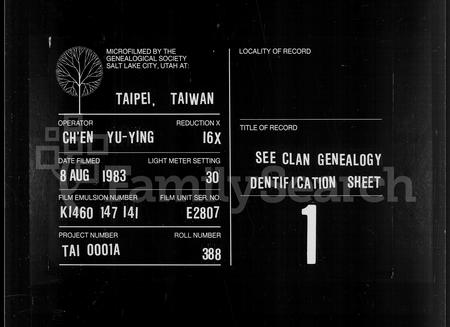 MICROFILMED BY THE
GENEALOGICAL SOCIETY
SALT LAKE CITY, UTAH AT:
TAIPEI, TAIWAN
OPERATOR REDUCTION X
CH'EN YU-YING 16X
DATE FILMED LIGHT METER SETTING
8 AUG 1983 30
FILM EMULSION NUMBER FILM UNIT SER. NO.
K1460 147 141 E2807
PROJECT NUMBER ROLL NUMBER
TAI 0001A 388
LOCALITY OF RECORD
TITLE OF RECORD
SEE CLAN GENEALOGY
DENTIFICATION SHEET
1
FamilySearch